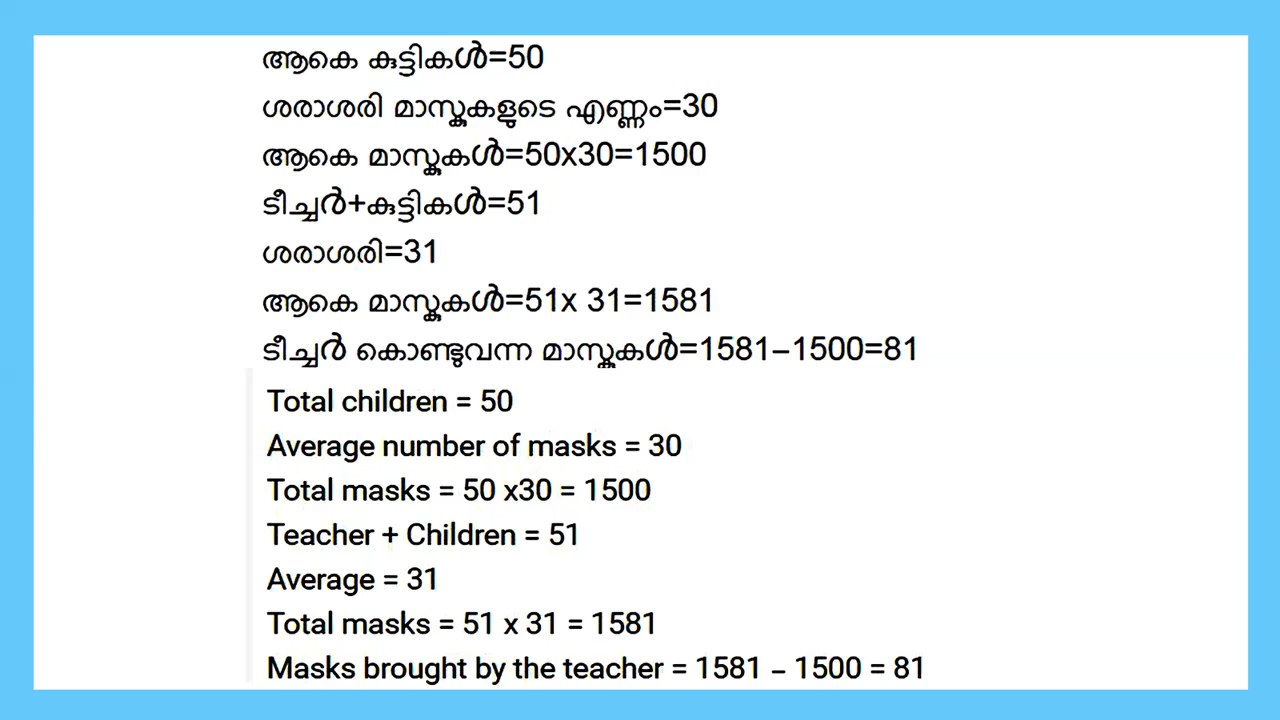 ആകെ കുട്ടികൾ=50
ശരാശരി മാസ്കുകളുടെ എണ്ണം=30
ആകെ മാസ്കുകൾ=50x30=1500
ടീച്ചർ+കുട്ടികൾ=51
ശരാശരി=31
ആകെ മാസ്കുകൾ=51x 31=1581
ടീച്ചർ കൊണ്ടുവന്ന മാസ്കുകൾ=1581–1500=81
Total children = 50
Average number of masks = 30
Total masks = 50 x30 = 1500
Teacher + Children = 51
Average = 31
Total masks = 51 x 31 = 1581
Masks brought by the teacher = 1581 – 1500 = 81